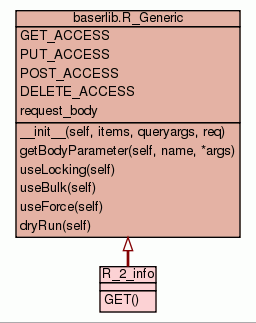 baserlib.R_Generic
GET_ACCESS
PUT_ACCESS
POST_ACCESS
DELETE_ACCESS
request_body
__init__(self, items, queryargs, req)
getBodyParameter(self, name, *args)
useLocking(self)
useBulk(self)
useForce(self)
dryRun(self)
R_2_info
GET()